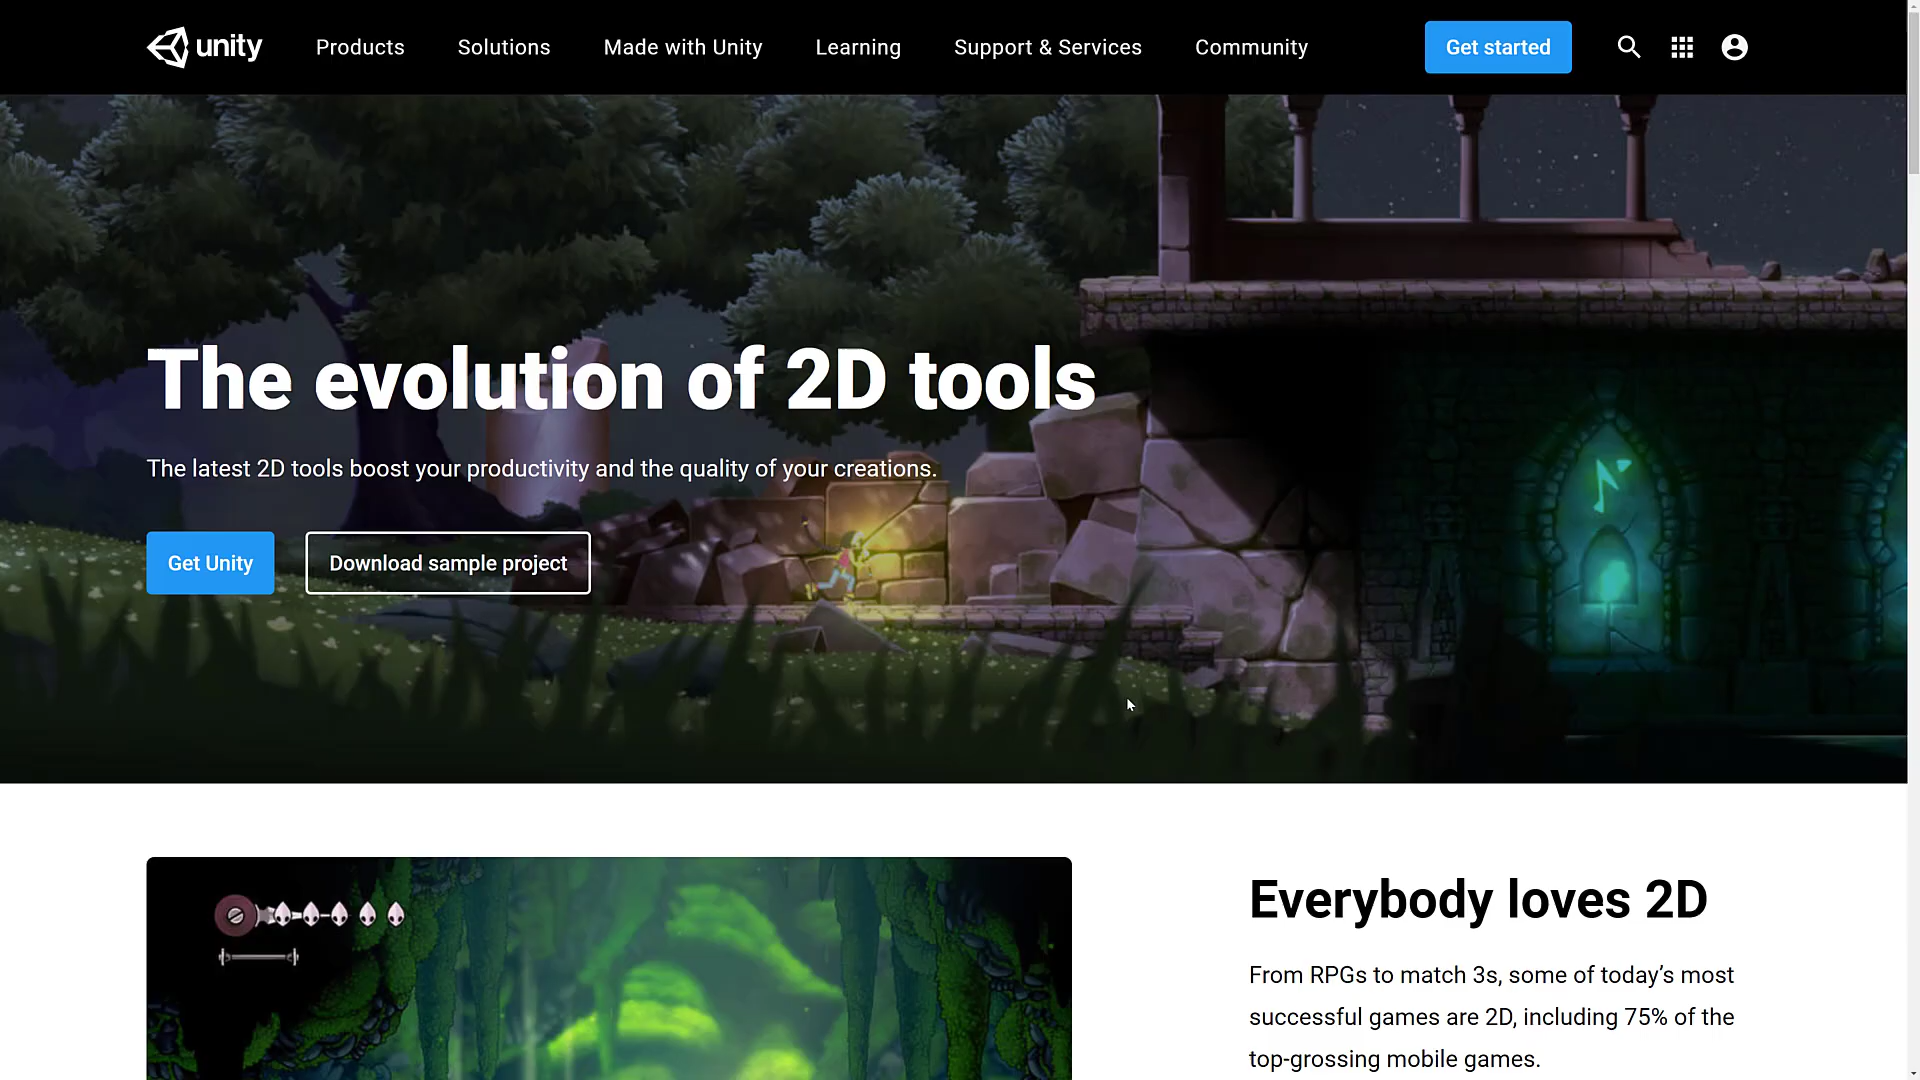 unity
Products
Solutions
Made with Unity
Learning
Support & Services
Community
Get started
The evolution of 2D tools
The latest 2D tools boost your productivity and the quality of your creations.
Get Unity
Download sample project
Everybody loves 2D
From RPGs to match 3s, some of today’s most
successful games are 2D, including 75% of the
top-grossing mobile games.